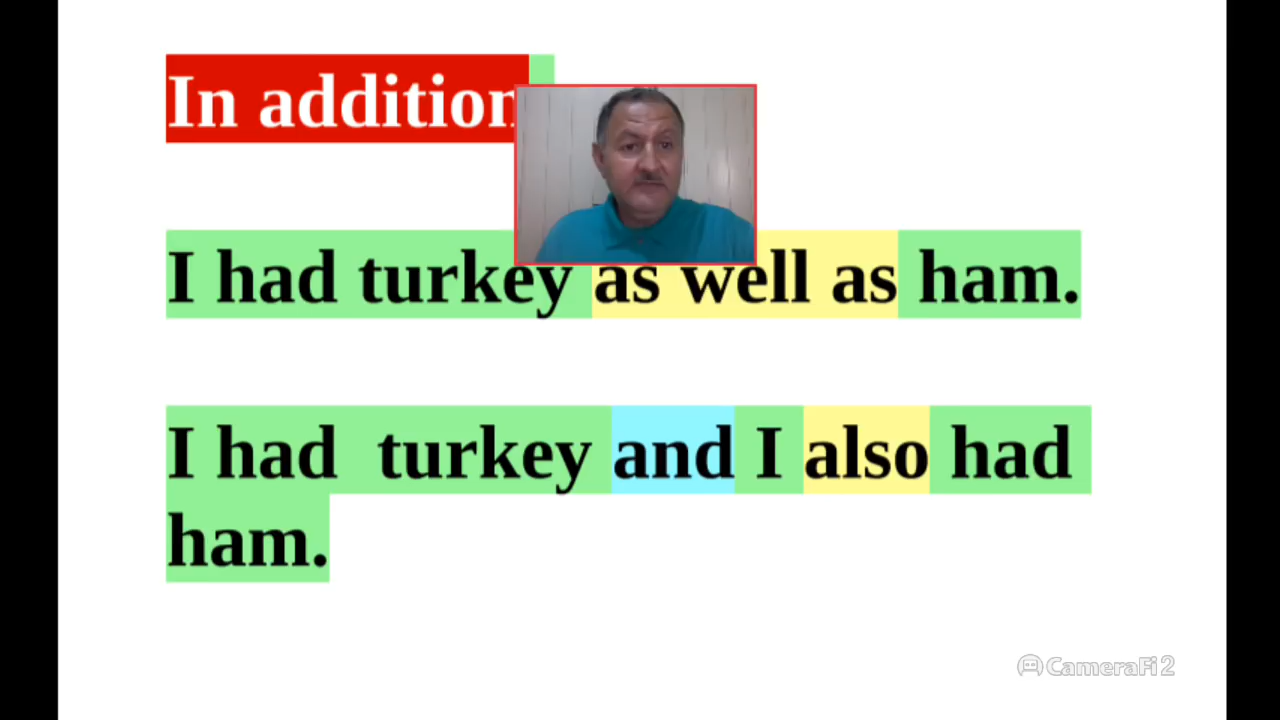 In addition
I had turkey as well as ham.
I had turkey and I also had
ham.
CameraFi2